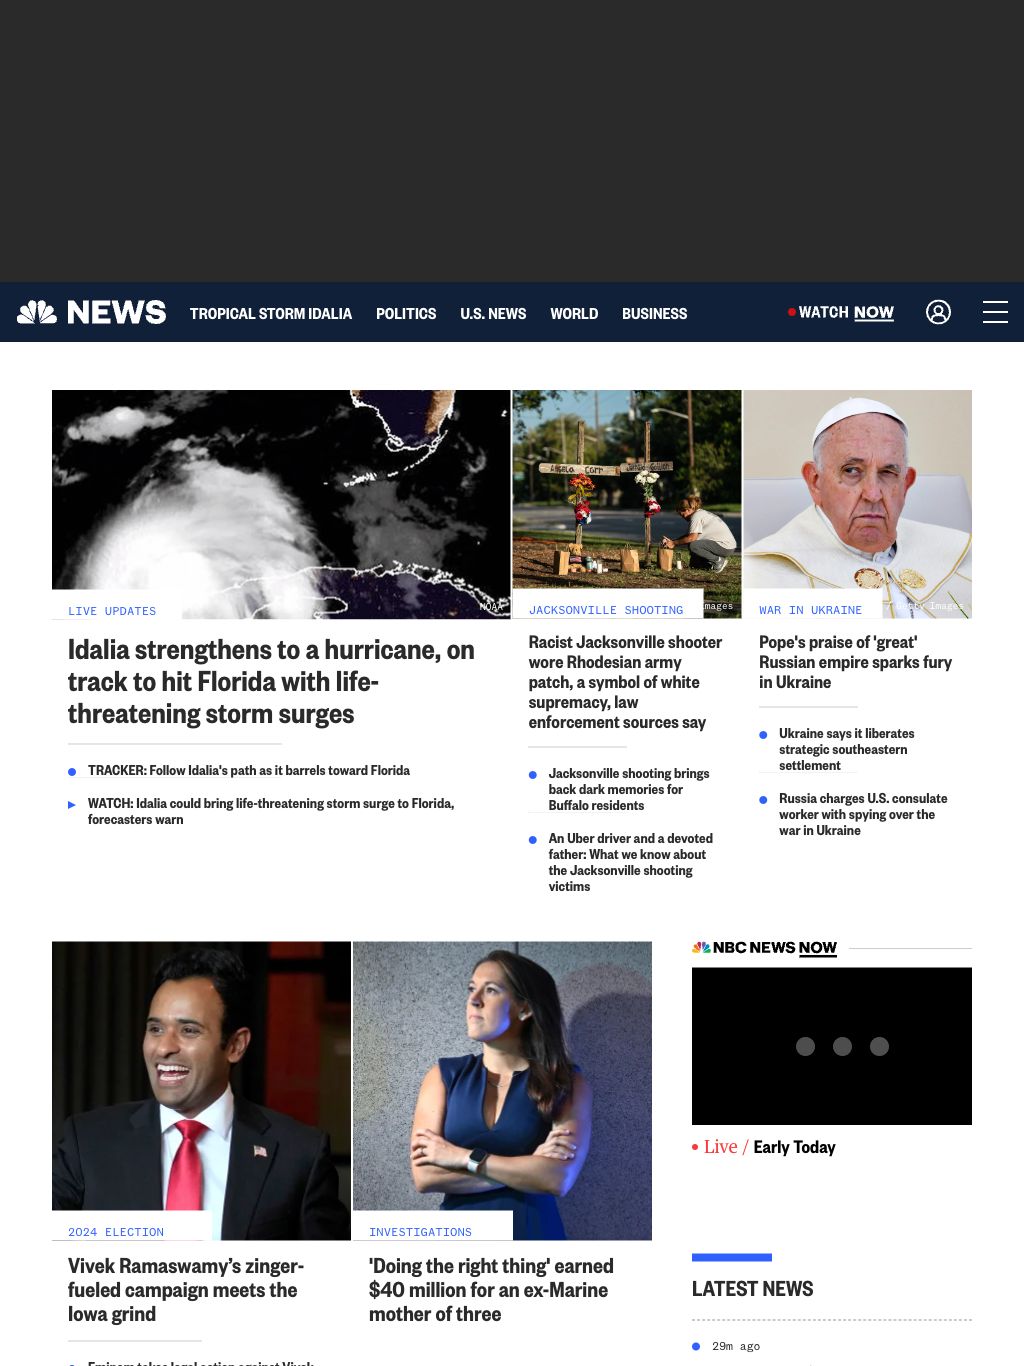 NEWS
TROPICAL STORM IDALIA
POLITICS
U.S. NEWS
WORLD
BUSINESS
WATCH NOW
NOAA
LIVE UPDATES
Idalia strengthens to a hurricane, on
track to hit Florida with life-
threatening storm surges
TRACKER: Follow Idalia's path as it barrels toward Florida
WATCH: Idalia could bring life-threatening storm surge to Florida,
forecasters warn
Angela Carr
JACKSONVILLE SHOOTING
Images
Racist Jacksonville shooter
wore Rhodesian army
patch, a symbol of white
supremacy, law
enforcement sources say
Jacksonville shooting brings
back dark memories for
Buffalo residents
An Uber driver and a devoted
father: What we know about
the Jacksonville shooting
victims
WAR IN UKRAINE
/ Getty Images
Pope's praise of 'great'
Russian empire sparks fury
in Ukraine
Ukraine says it liberates
strategic southeastern
settlement
Russia charges U.S. consulate
worker with spying over the
war in Ukraine
2024 ELECTION
Vivek Ramaswamy’s zinger-
fueled campaign meets the
Iowa grind
INVESTIGATIONS
'Doing the right thing' earned
$40 million for an ex-Marine
mother of three
NBC NEWS NOW
Live / Early Today
LATEST NEWS
29m ago